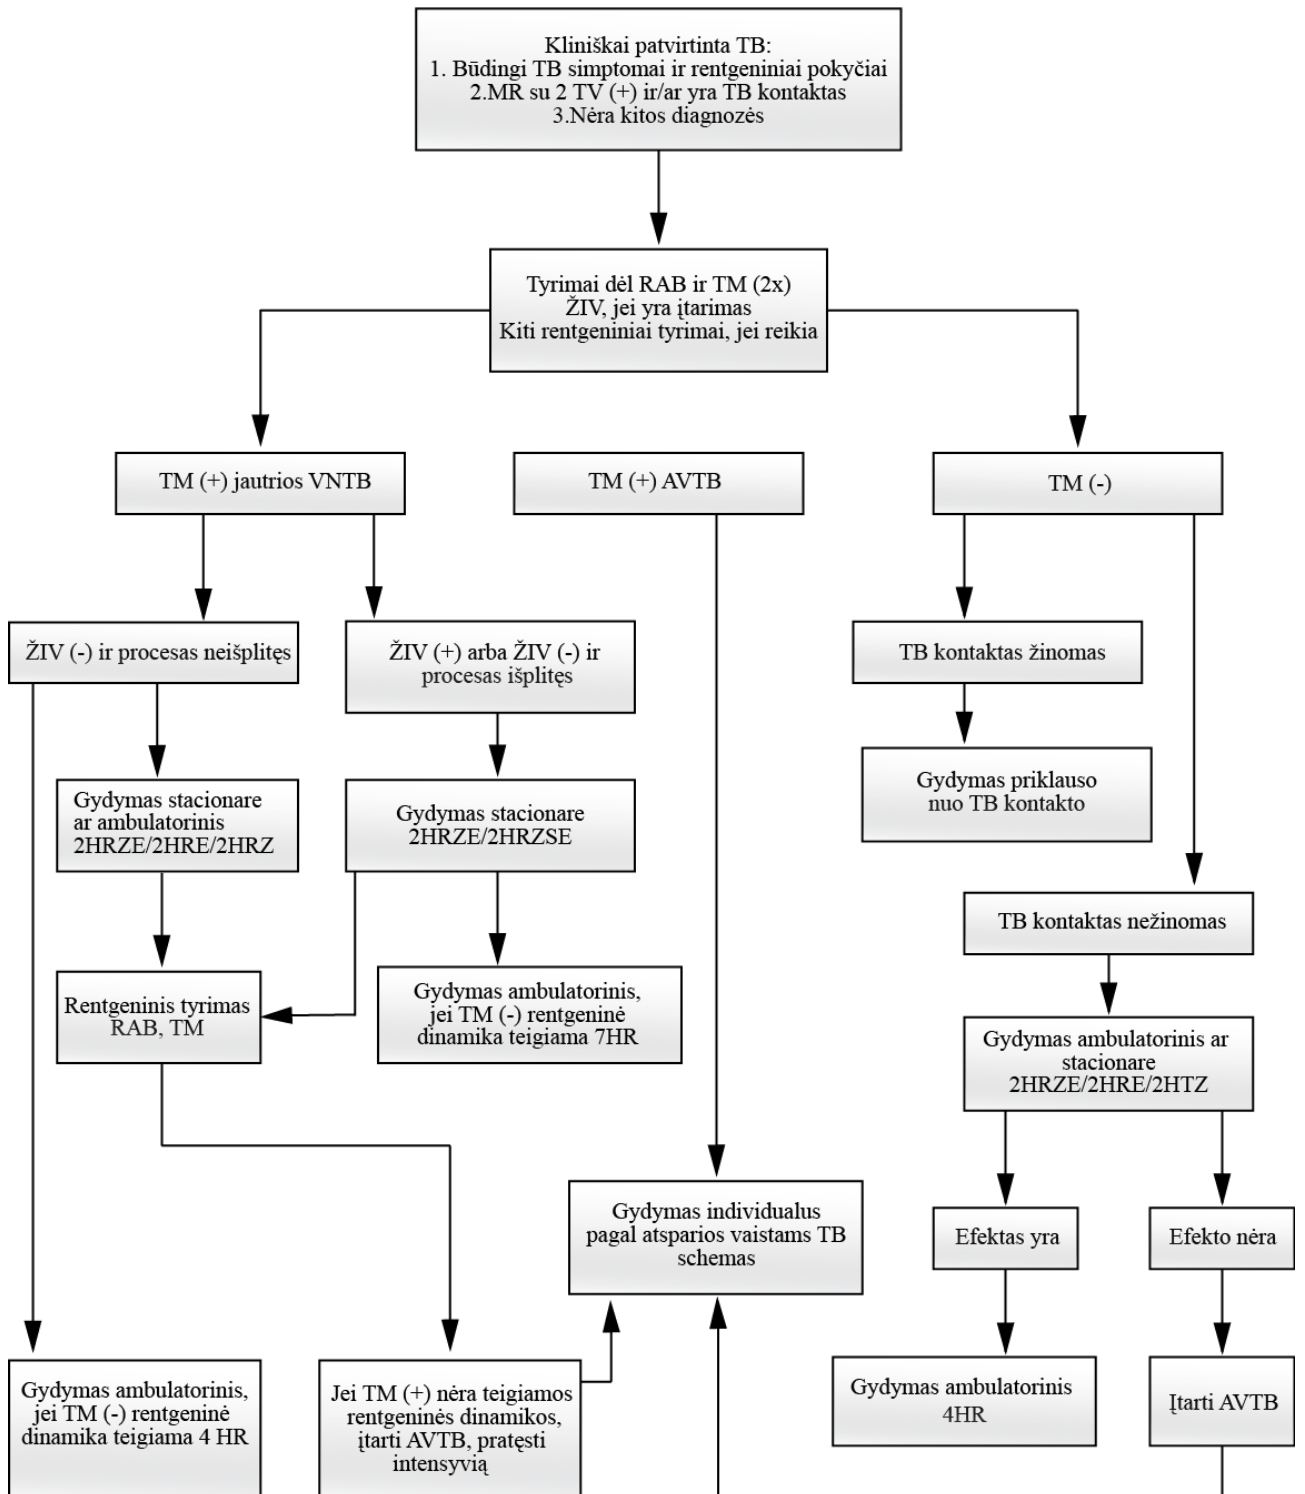 Kliniškai patvirtinta TB:
1. Būdingi TB simptomai ir rentgeniniai pokyčiai
2.MR su 2 TV (+) ir/ar yra TB kontaktas
3.Nėra kitos diagnozės
Tyrimai dėl RAB ir TM (2x)
ŽIV, jei yra įtarimas
Kiti rentgeniniai tyrimai, jei reikia
TM (+) jautrios VNTB
TM (+) AVTB
TM (-)
ŽIV (-) ir procesas neišplitęs
ŽIV (+) arba ŽIV (-) ir
procesas išplitęs
TB kontaktas žinomas
Gydymas stacionare
ar ambulatorinis
2HRZE/2HRE/2HRZ
Gydymas stacionare
2HRZE/2HRZSE
Gydymas priklauso
nuo TB kontakto
TB kontaktas nežinomas
Rentgeninis tyrimas
RAB, TM
Gydymas ambulatorinis,
jei TM (-) rentgeninė
dinamika teigiama 7HR
Gydymas ambulatorinis ar
stacionare
2HRZE/2HRE/2HTZ
Gydymas individualus
pagal atsparios vaistams TB
schemas
Efektas yra
Efekto nėra
Gydymas ambulatorinis,
jei TM (-) rentgeninė
dinamika teigiama 4 HR
Jei TM (+) nėra teigiamos
rentgeninės dinamikos,
įtarti AVTB, pratęsti
intensyvią
Gydymas ambulatorinis
4HR
Įtarti AVTB